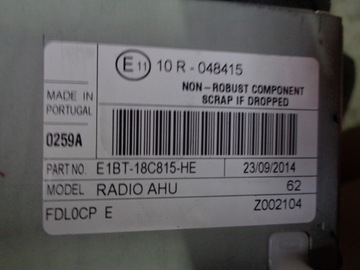 E11 10 R - 048415
NON - ROBUST COMPONENT
SCRAP IF DROPPED
MADE IN
PORTUGAL
0259A
PART NO. E1BT-18C815-HE 23/09/2014
MODEL RADIO AHU 62
FDL0CP E Z002104